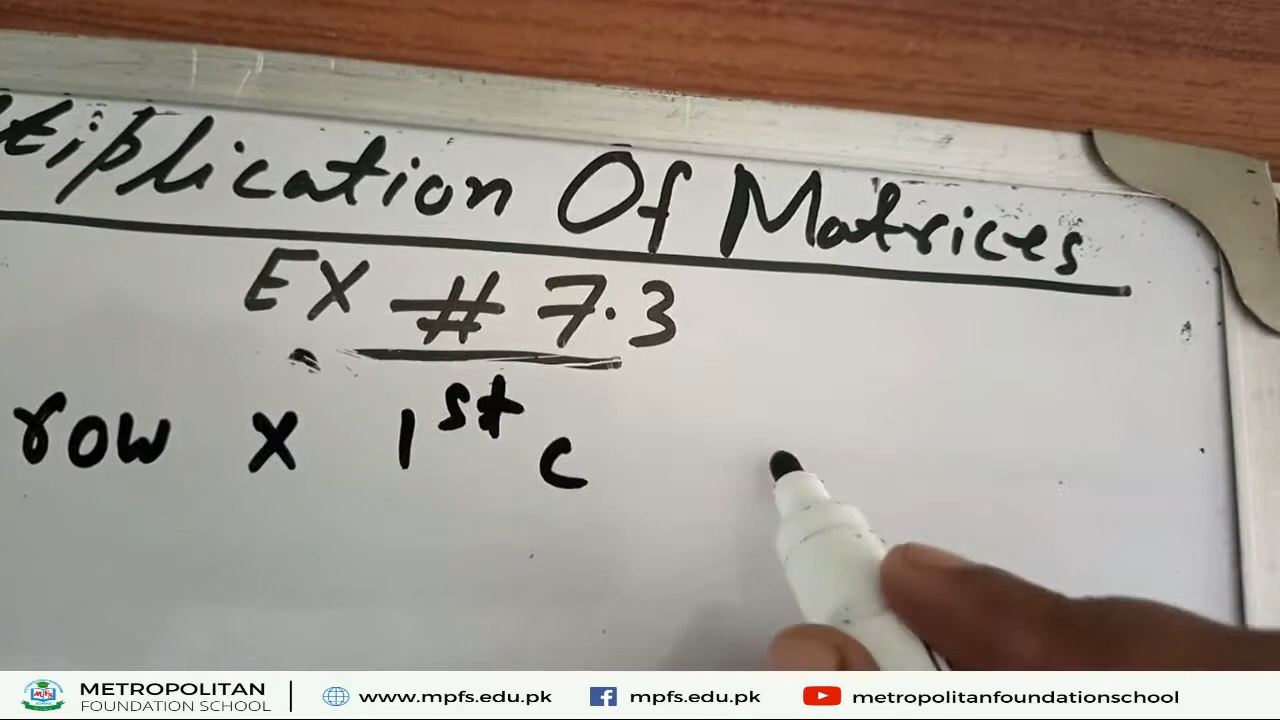 tiplication Of Matrices
EX # 7.3
row x 1st c
METROPOLITAN
FOUNDATION SCHOOL
www.mpfs.edu.pk
mpfs.edu.pk
metropolitanfoundationschool